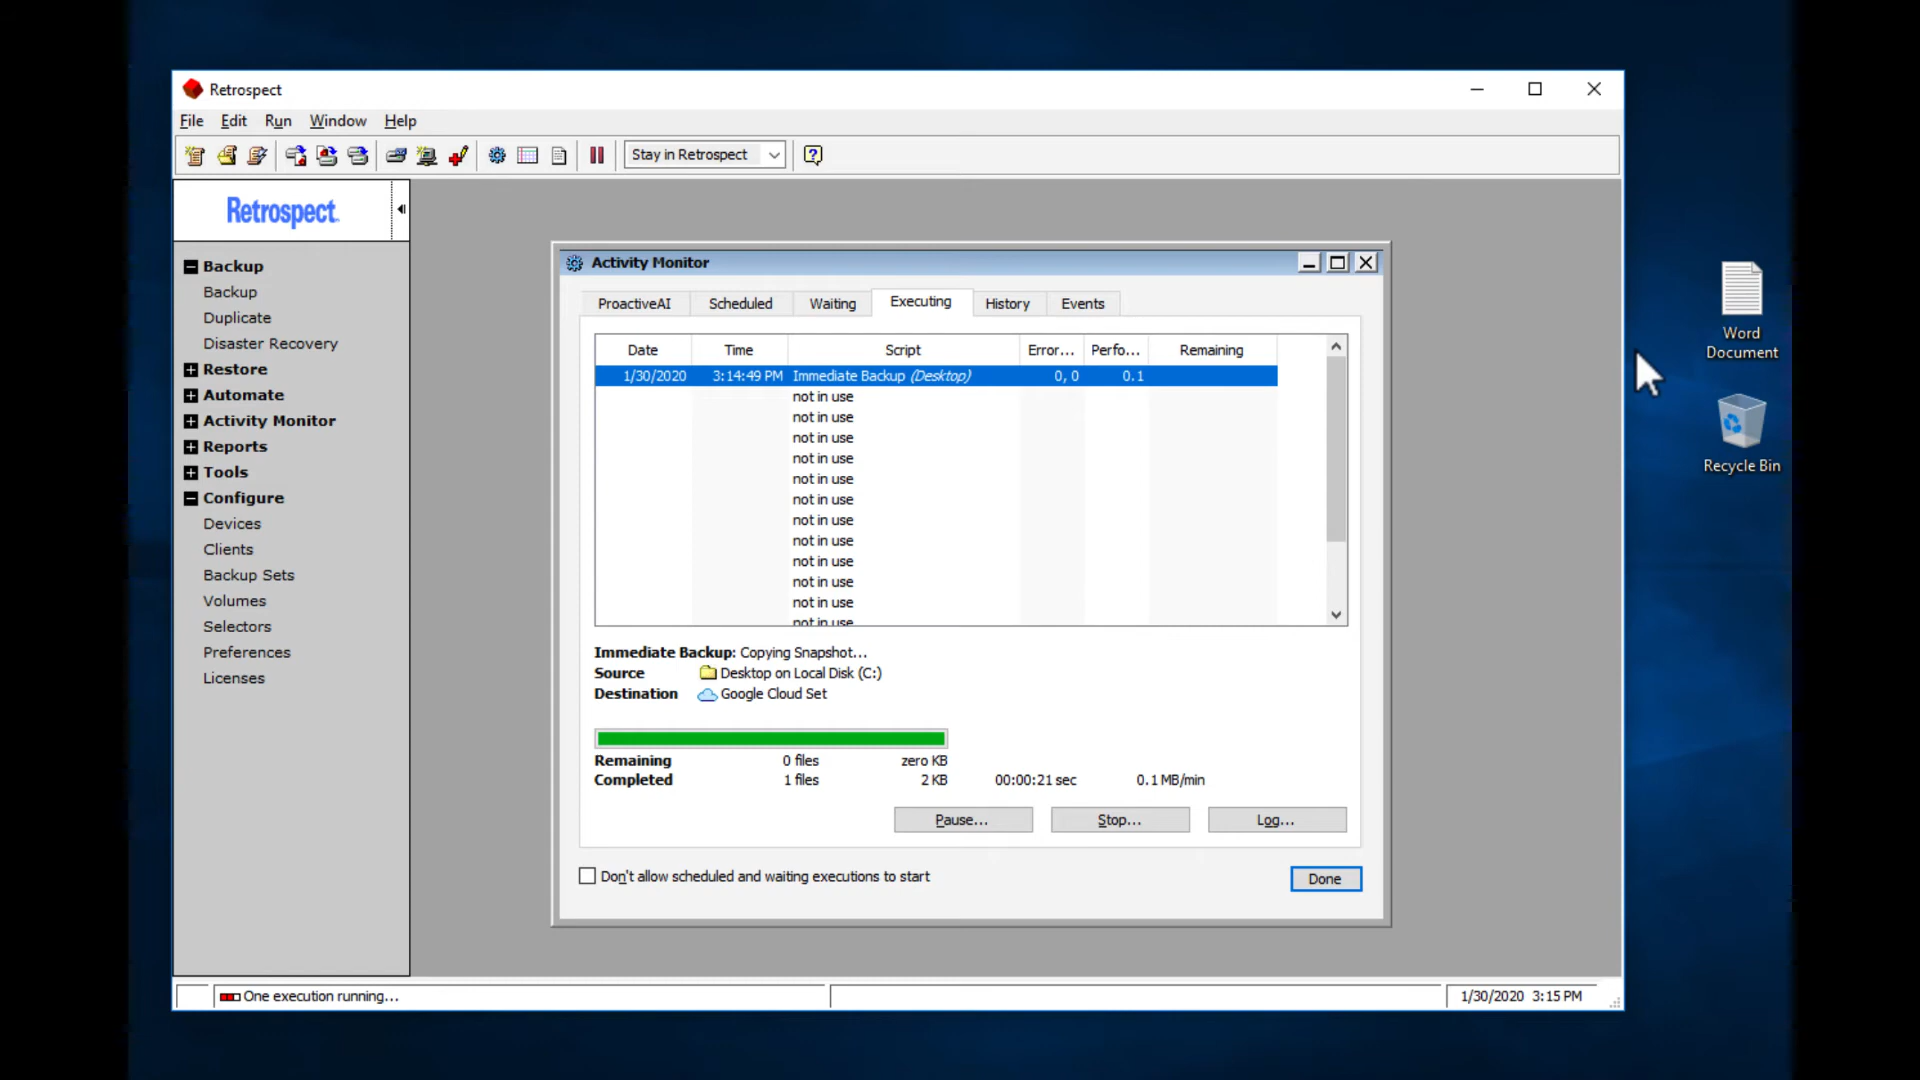 Retrospect
File Edit Run Window Help
Stay in Retrospect
Retrospect
Backup
Backup
Duplicate
Disaster Recovery
Restore
Automate
Activity Monitor
Reports
Tools
Configure
Devices
Clients
Backup Sets
Volumes
Selectors
Preferences
Licenses
Activity Monitor
ProactiveAI Scheduled Waiting Executing History Events
Date Time Script Error... Perfo... Remaining
1/30/2020 3:14:49 PM Immediate Backup (Desktop) 0, 0 0.1
not in use
not in use
not in use
not in use
not in use
not in use
not in use
not in use
not in use
not in use
not in use
not in use
Immediate Backup: Copying Snapshot...
Source Desktop on Local Disk (C:)
Destination Google Cloud Set
Remaining 0 files zero KB
Completed 1 files 2 KB 00:00:21 sec 0.1 MB/min
Pause... Stop... Log...
Don't allow scheduled and waiting executions to start
Done
One execution running...
1/30/2020 3:15 PM
Word
Document
Recycle Bin